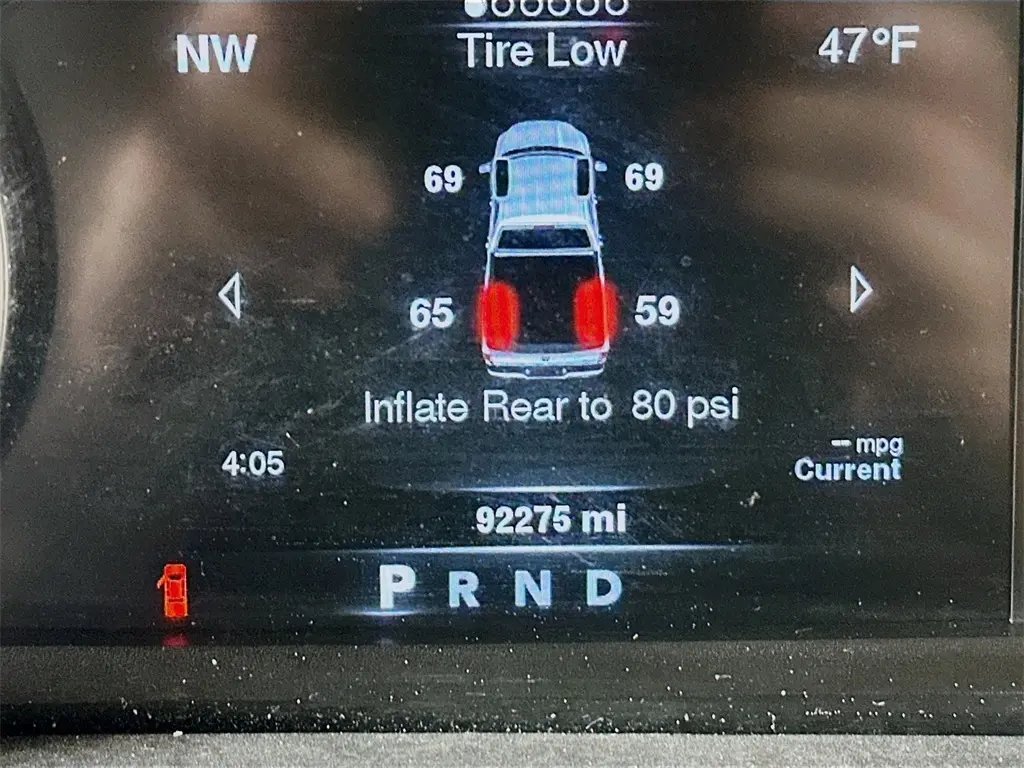 NW Tire Low 47°F
69 69
65 59
Inflate Rear to 80 psi
4:05 -- mpg
Current
92275 mi
P R N D